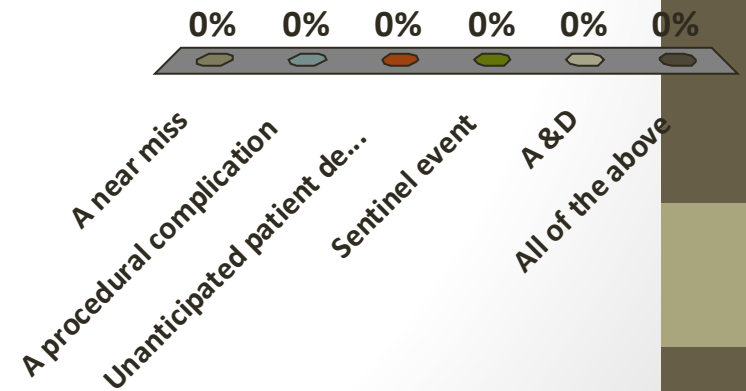 0% 0% 0% 0% 0% 0%
A near miss
A procedural complication
Unanticipated patient de...
Sentinel event
A &D
All of the above